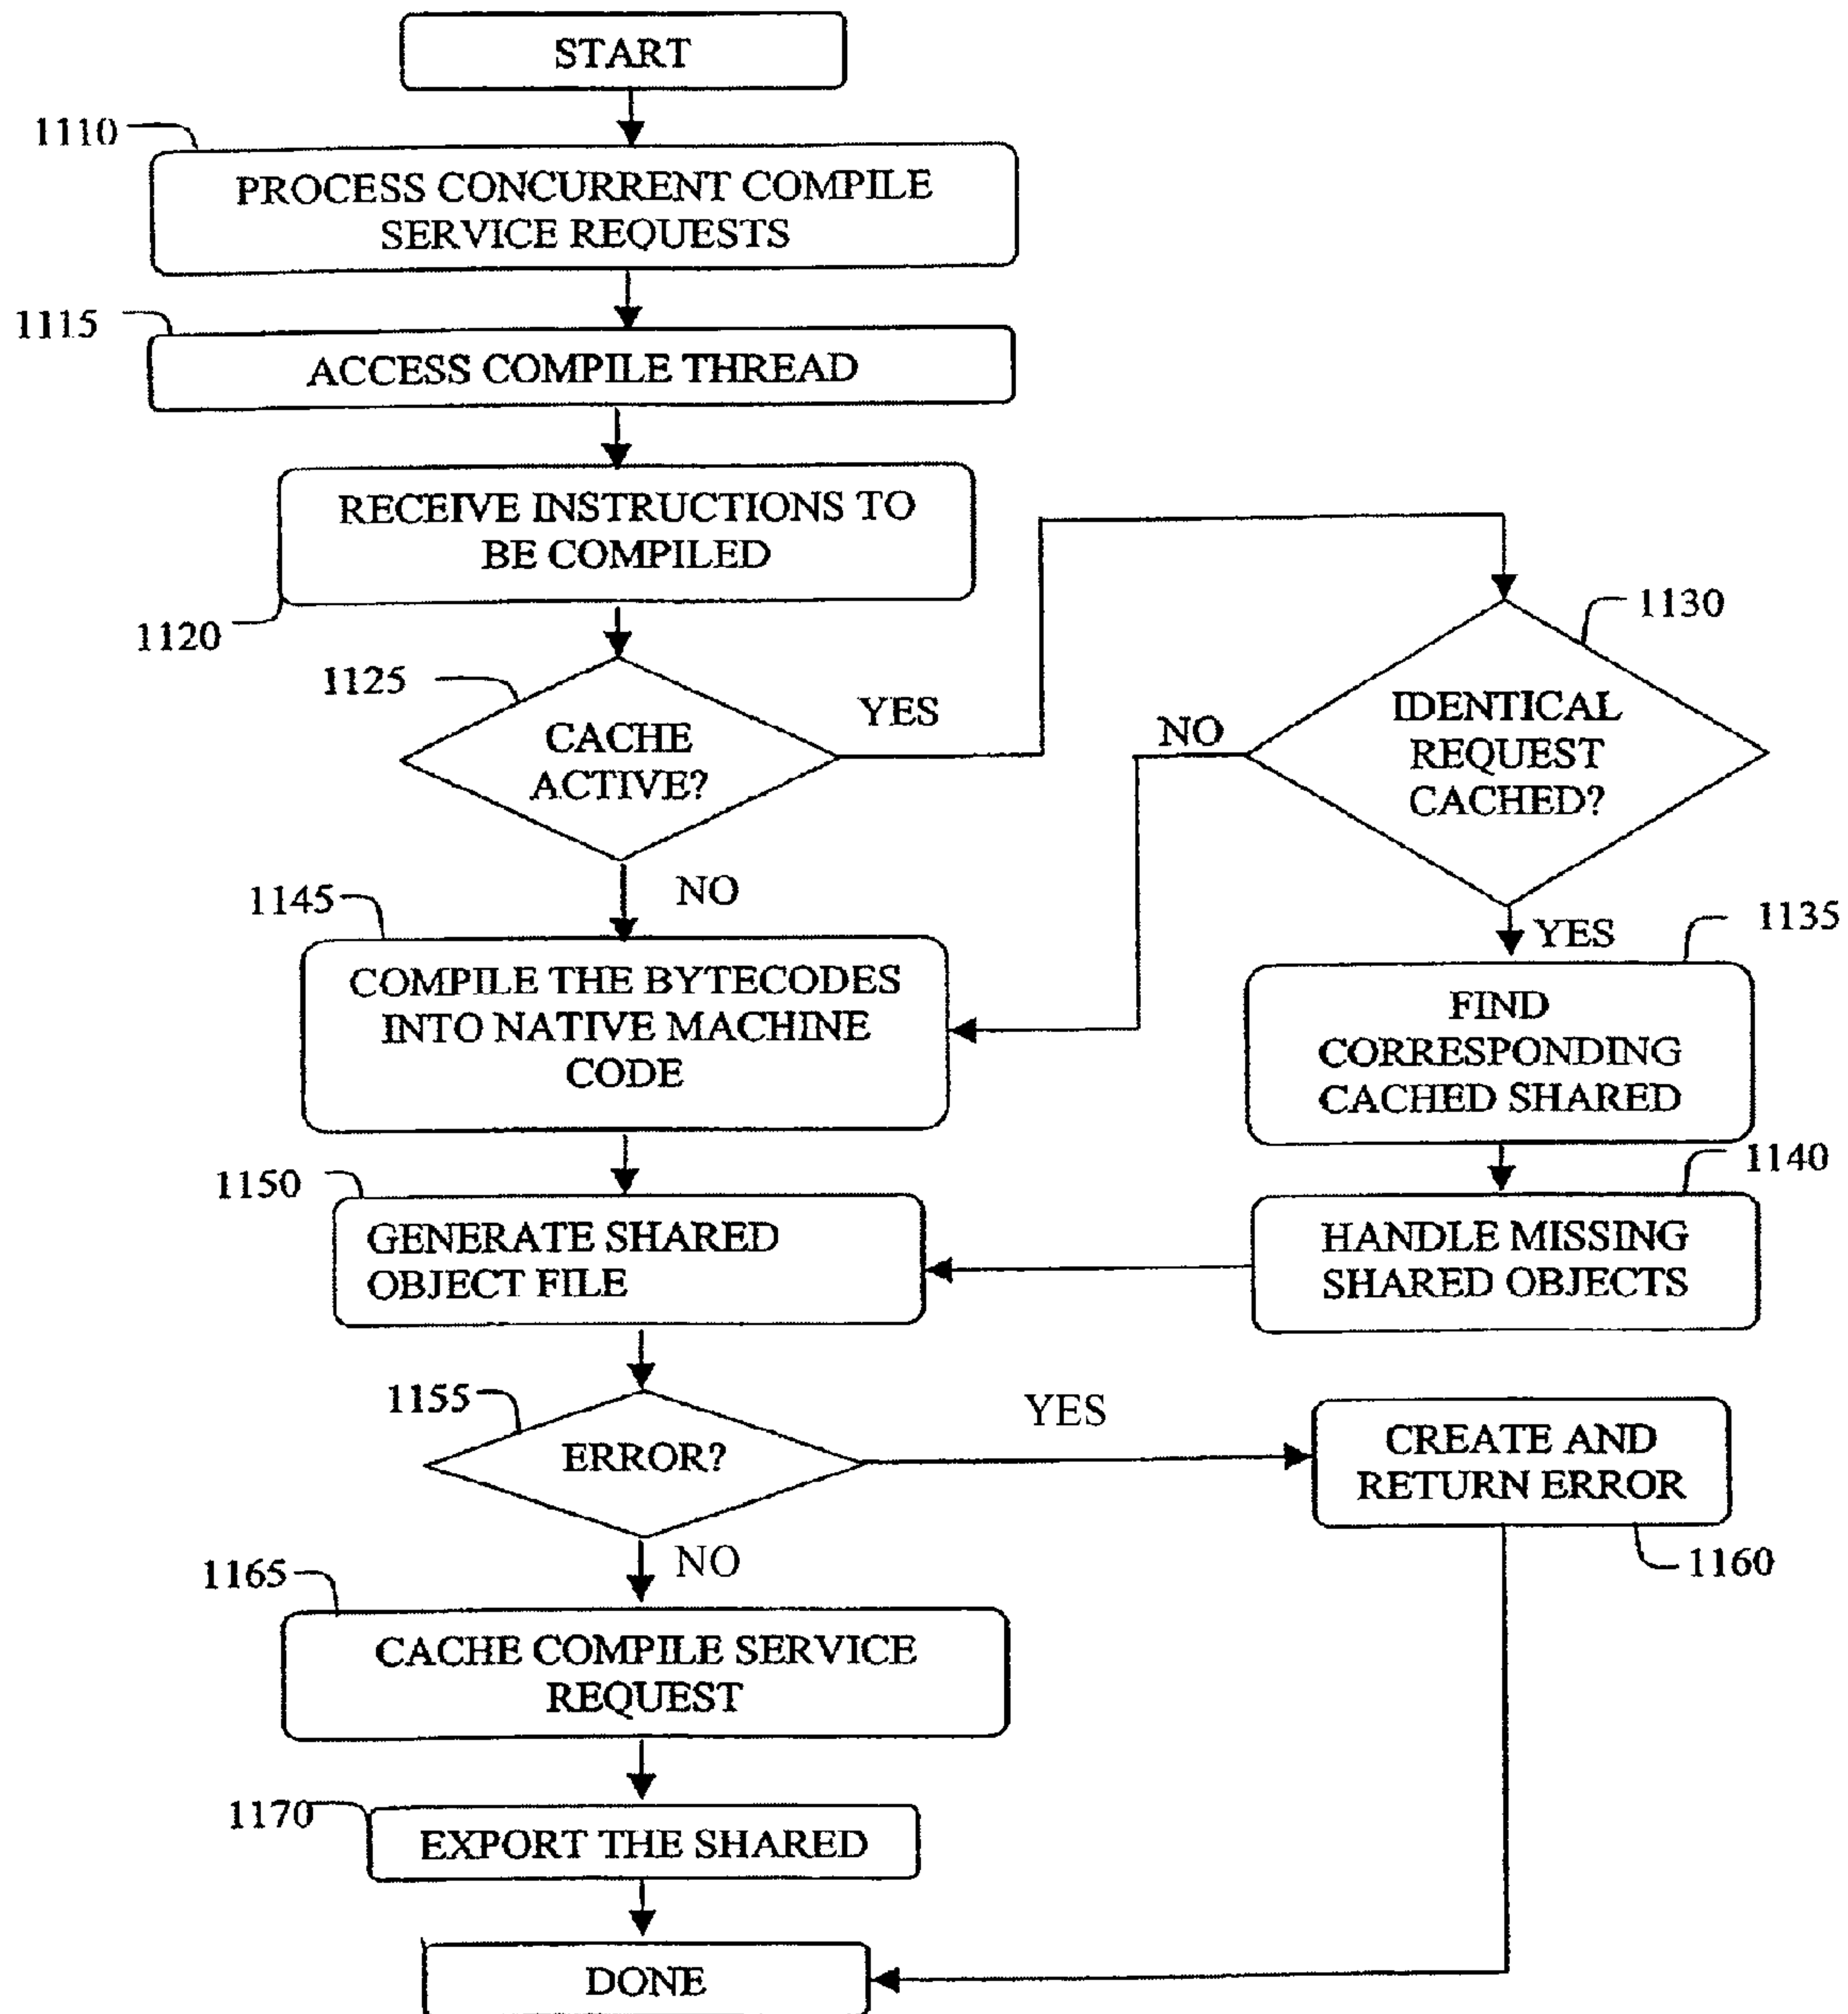 START
1110
PROCESS CONCURRENT COMPILE
SERVICE REQUESTS
1115
ACCESS COMPILE THREAD
RECEIVE INSTRUCTIONS TO
BE COMPILED
1120
1125
CACHE
ACTIVE?
YES
NO
1130
IDENTICAL
REQUEST
CACHED?
NO
YES
1135
FIND
CORRESPONDING
CACHED SHARED
1140
HANDLE MISSING
SHARED OBJECTS
1145
COMPILE THE BYTECODES
INTO NATIVE MACHINE
CODE
1150
GENERATE SHARED
OBJECT FILE
1155
ERROR?
YES
CREATE AND
RETURN ERROR
1160
NO
1165
CACHE COMPILE SERVICE
REQUEST
1170
EXPORT THE SHARED
DONE